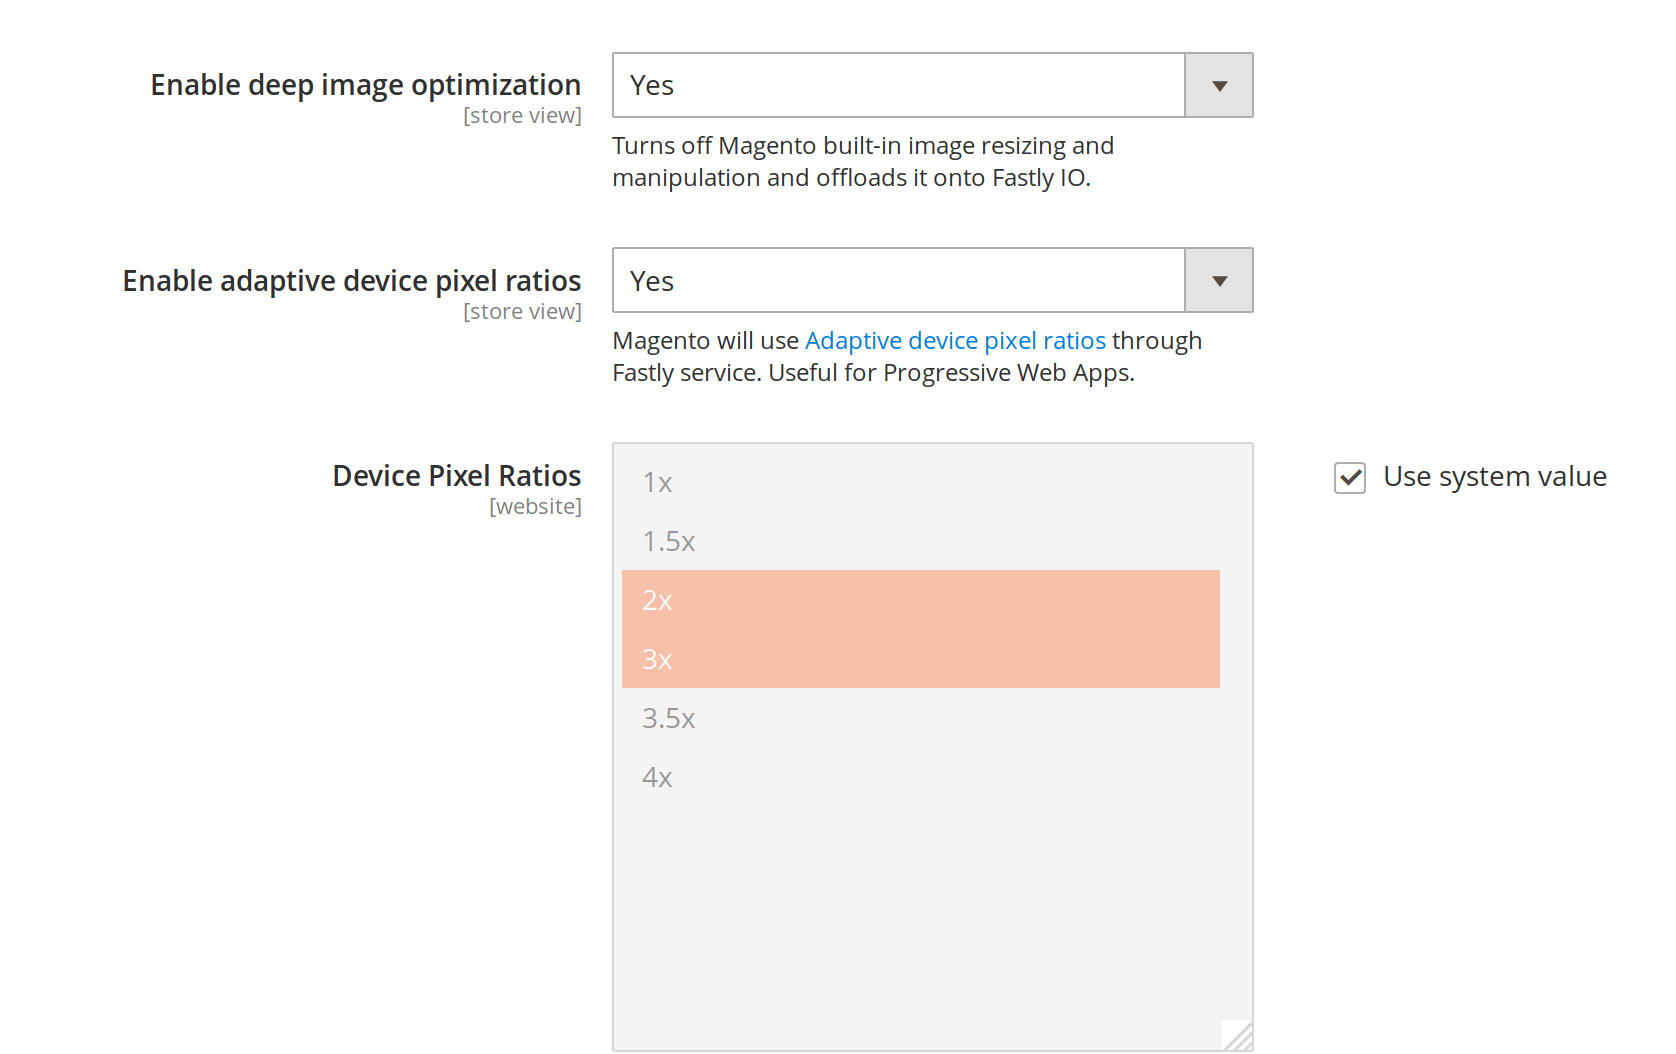 Enable deep image optimization
[store view]
Yes
Turns off Magento built-in image resizing and
manipulation and offloads it onto Fastly IO.
Enable adaptive device pixel ratios
[store view]
Yes
Magento will use Adaptive device pixel ratios through
Fastly service. Useful for Progressive Web Apps.
Device Pixel Ratios
[website]
1x
1.5x
2x
3x
3.5x
4x
Use system value